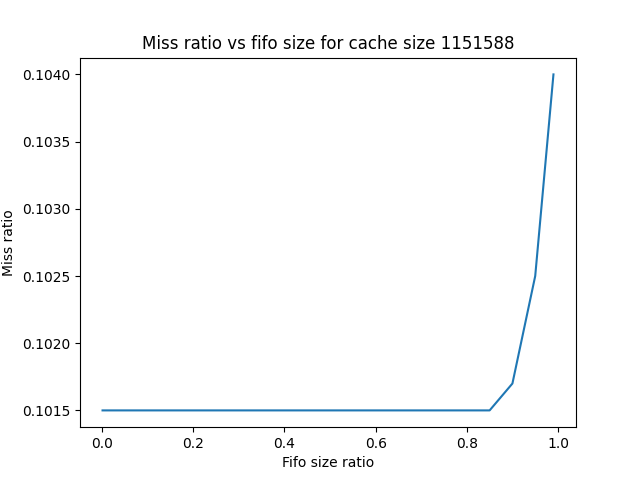 Miss ratio vs fifo size for cache size 1151588
0.1040
0.1035
0.1030
0.1025
0.1020
0.1015
Miss ratio
0.0 0.2 0.4 0.6 0.8 1.0
Fifo size ratio